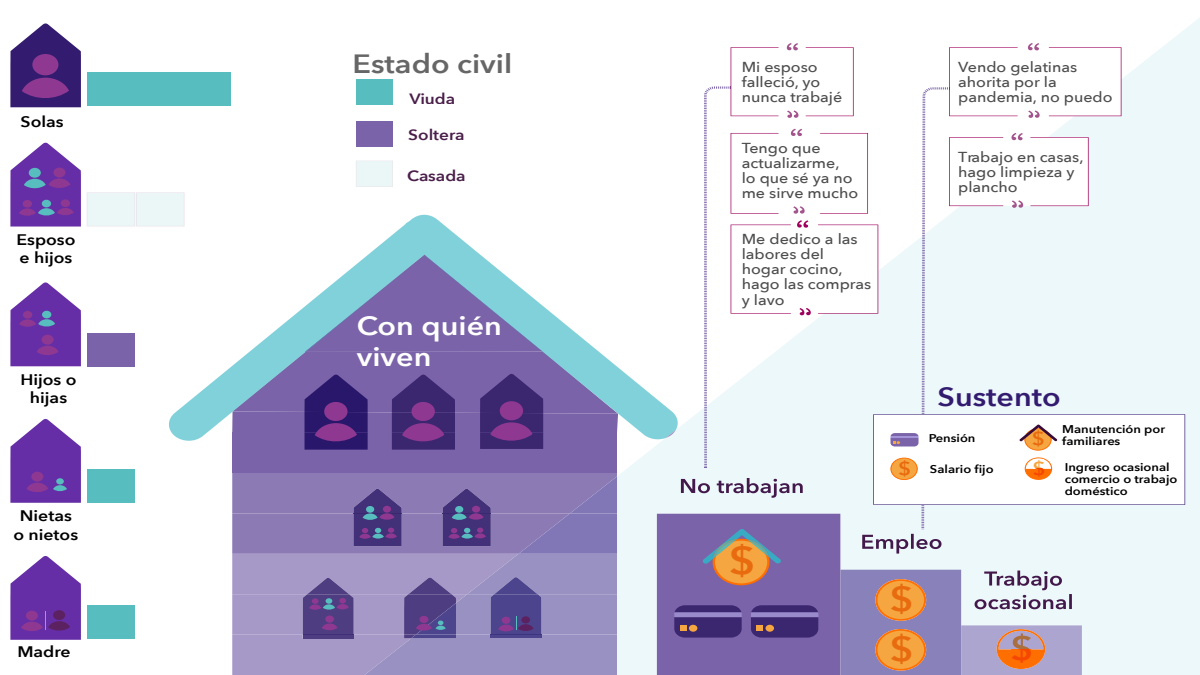 Solas
Esposo
e hijos
Hijos o
hijas
Nietas
o nietos
Madre
Estado civil
Viuda
Soltera
Casada
Con quién
viven
“
Mi esposo
falleció, yo
nunca trabajé
”
“
Tengo que
actualizarme,
lo que sé ya no
me sirve mucho
”
“
Me dedico a las
labores del
hogar cocino,
hago las compras
y lavo
”
“
Vendo gelatinas
ahorita por la
pandemia, no puedo
”
“
Trabajo en casas,
hago limpieza y
plancho
”
Sustento
Pensión
Salario fijo
$
$
Manutención por
familiares
$
Ingreso ocasional
comercio o trabajo
doméstico
No trabajan
$
Empleo
$
$
Trabajo
ocasional
$